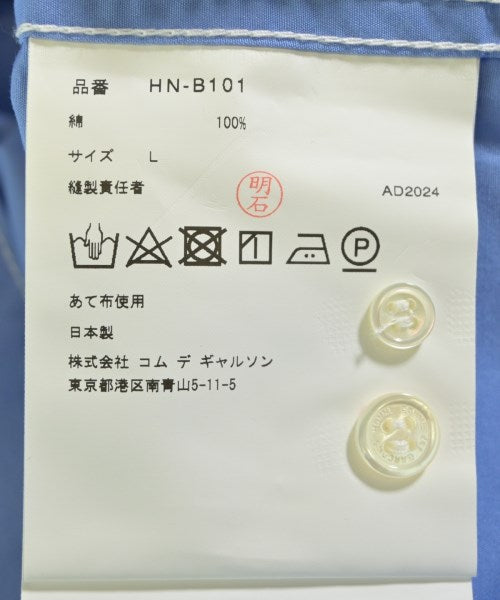 品番 HN-B101
綿 100%
サイズ L
縫製責任者 明石 AD2024
P
あて布使用
日本製
株式会社 コム デ ギャルソン
東京都港区南青山5-11-5